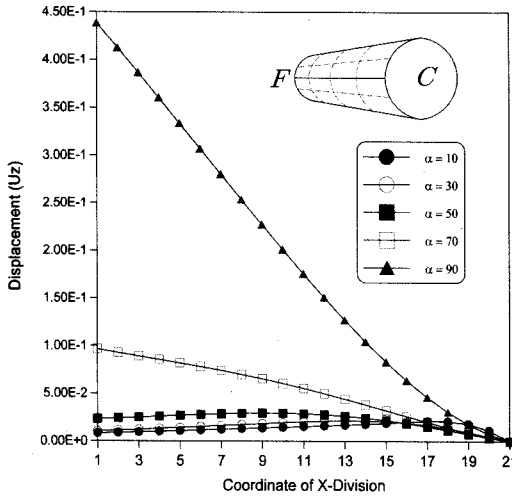 4.50E-1
4.00E-1
3.50E-1
3.00E-1
2.50E-1
2.00E-1
1.50E-1
1.00E-1
5.00E-2
0.00E+0
Displacement (Uz)
F
C
α = 10
α = 30
α = 50
α = 70
α = 90
1 3 5 7 9 11 13 15 17 19 21
Coordinate of X-Division